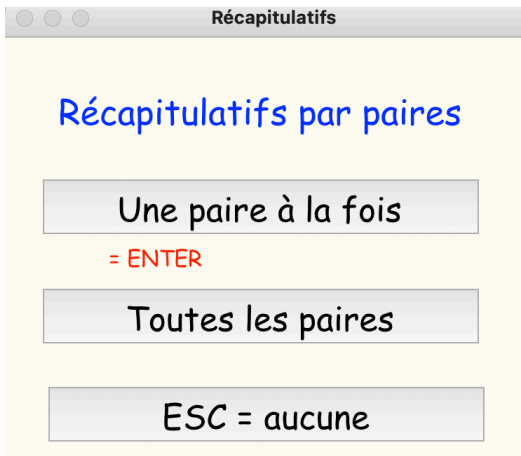 Récapitulatifs
Récapitulatifs par paires
Une paire à la fois
= ENTER
Toutes les paires
ESC = aucune